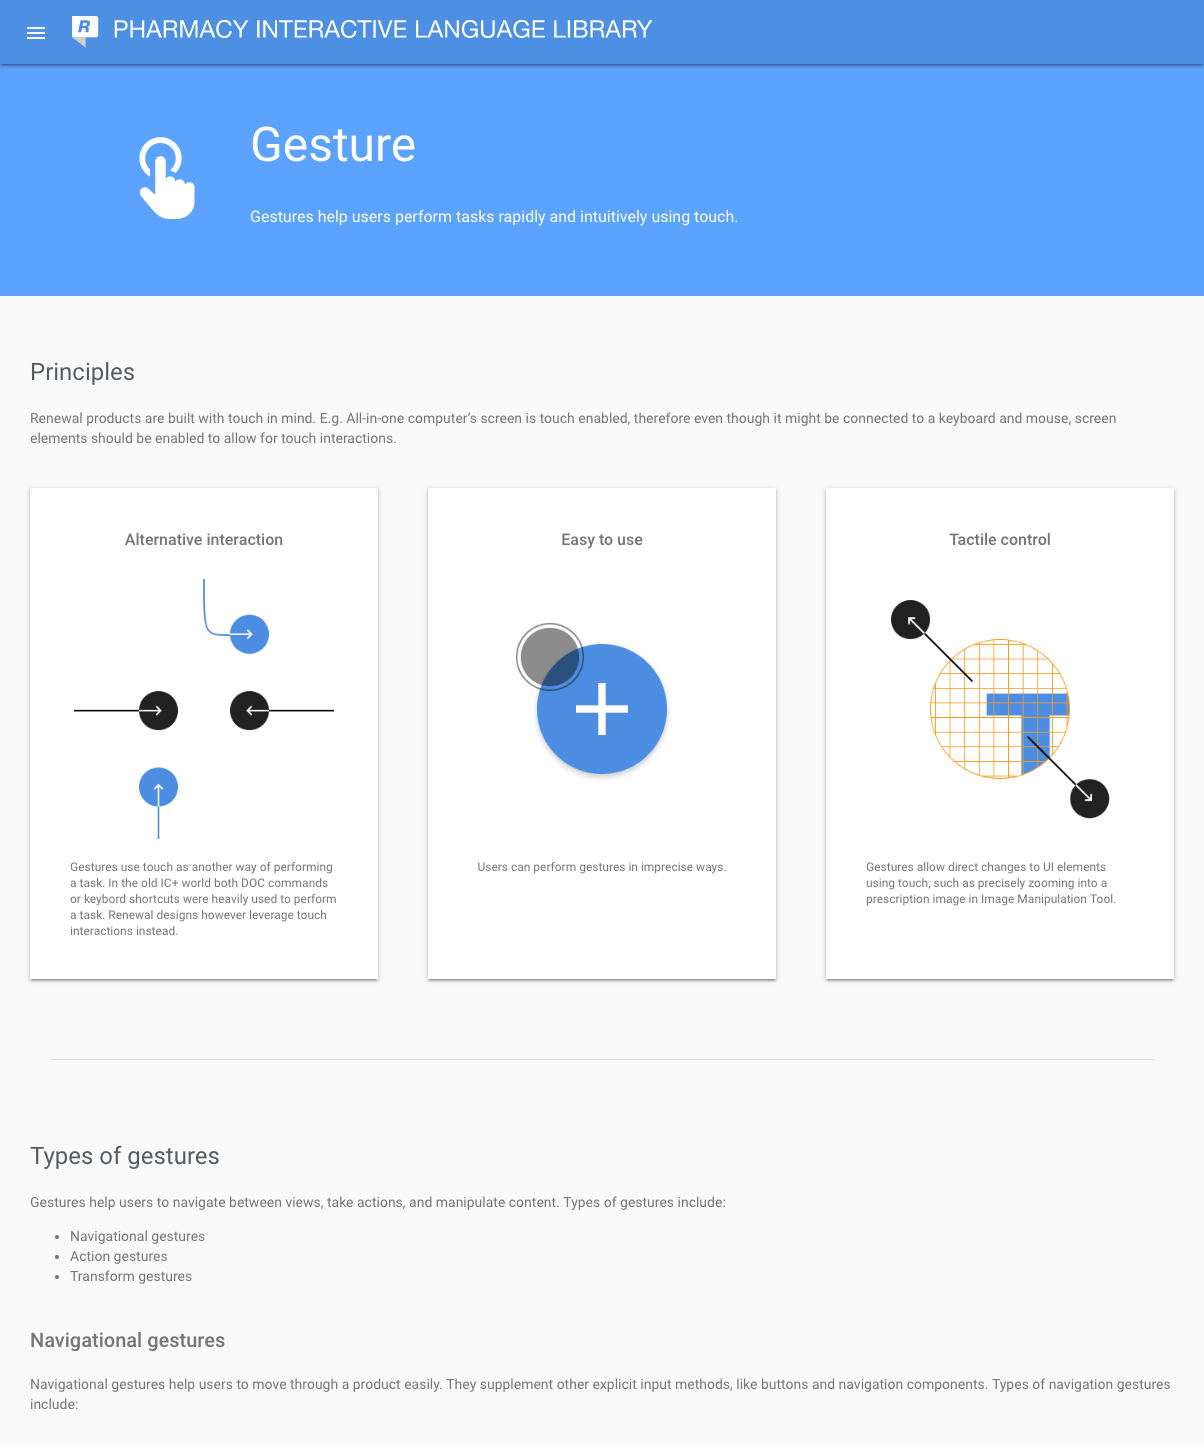 R
PHARMACY INTERACTIVE LANGUAGE LIBRARY
Gesture
Gestures help users perform tasks rapidly and intuitively using touch.
Principles
Renewal products are built with touch in mind. E.g. All-in-one computer’s screen is touch enabled, therefore even though it might be connected to a keyboard and mouse, screen
elements should be enabled to allow for touch interactions.
Alternative interaction
Gestures use touch as another way of performing
a task. In the old IC+ world both DOC commands
or keybord shortcuts were heavily used to perform
a task. Renewal designs however leverage touch
interactions instead.
Easy to use
Users can perform gestures in imprecise ways.
Tactile control
T
Gestures allow direct changes to UI elements
using touch, such as precisely zooming into a
prescription image in Image Manipulation Tool.
Types of gestures
Gestures help users to navigate between views, take actions, and manipulate content. Types of gestures include:
• Navigational gestures
• Action gestures
• Transform gestures
Navigational gestures
Navigational gestures help users to move through a product easily. They supplement other explicit input methods, like buttons and navigation components. Types of navigation gestures
include: